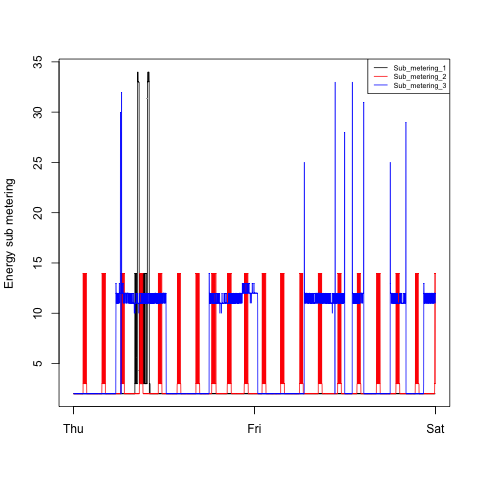 Energy sub metering
35
30
25
20
15
10
5
Thu
Fri
Sat
Sub_metering_1
Sub_metering_2
Sub_metering_3